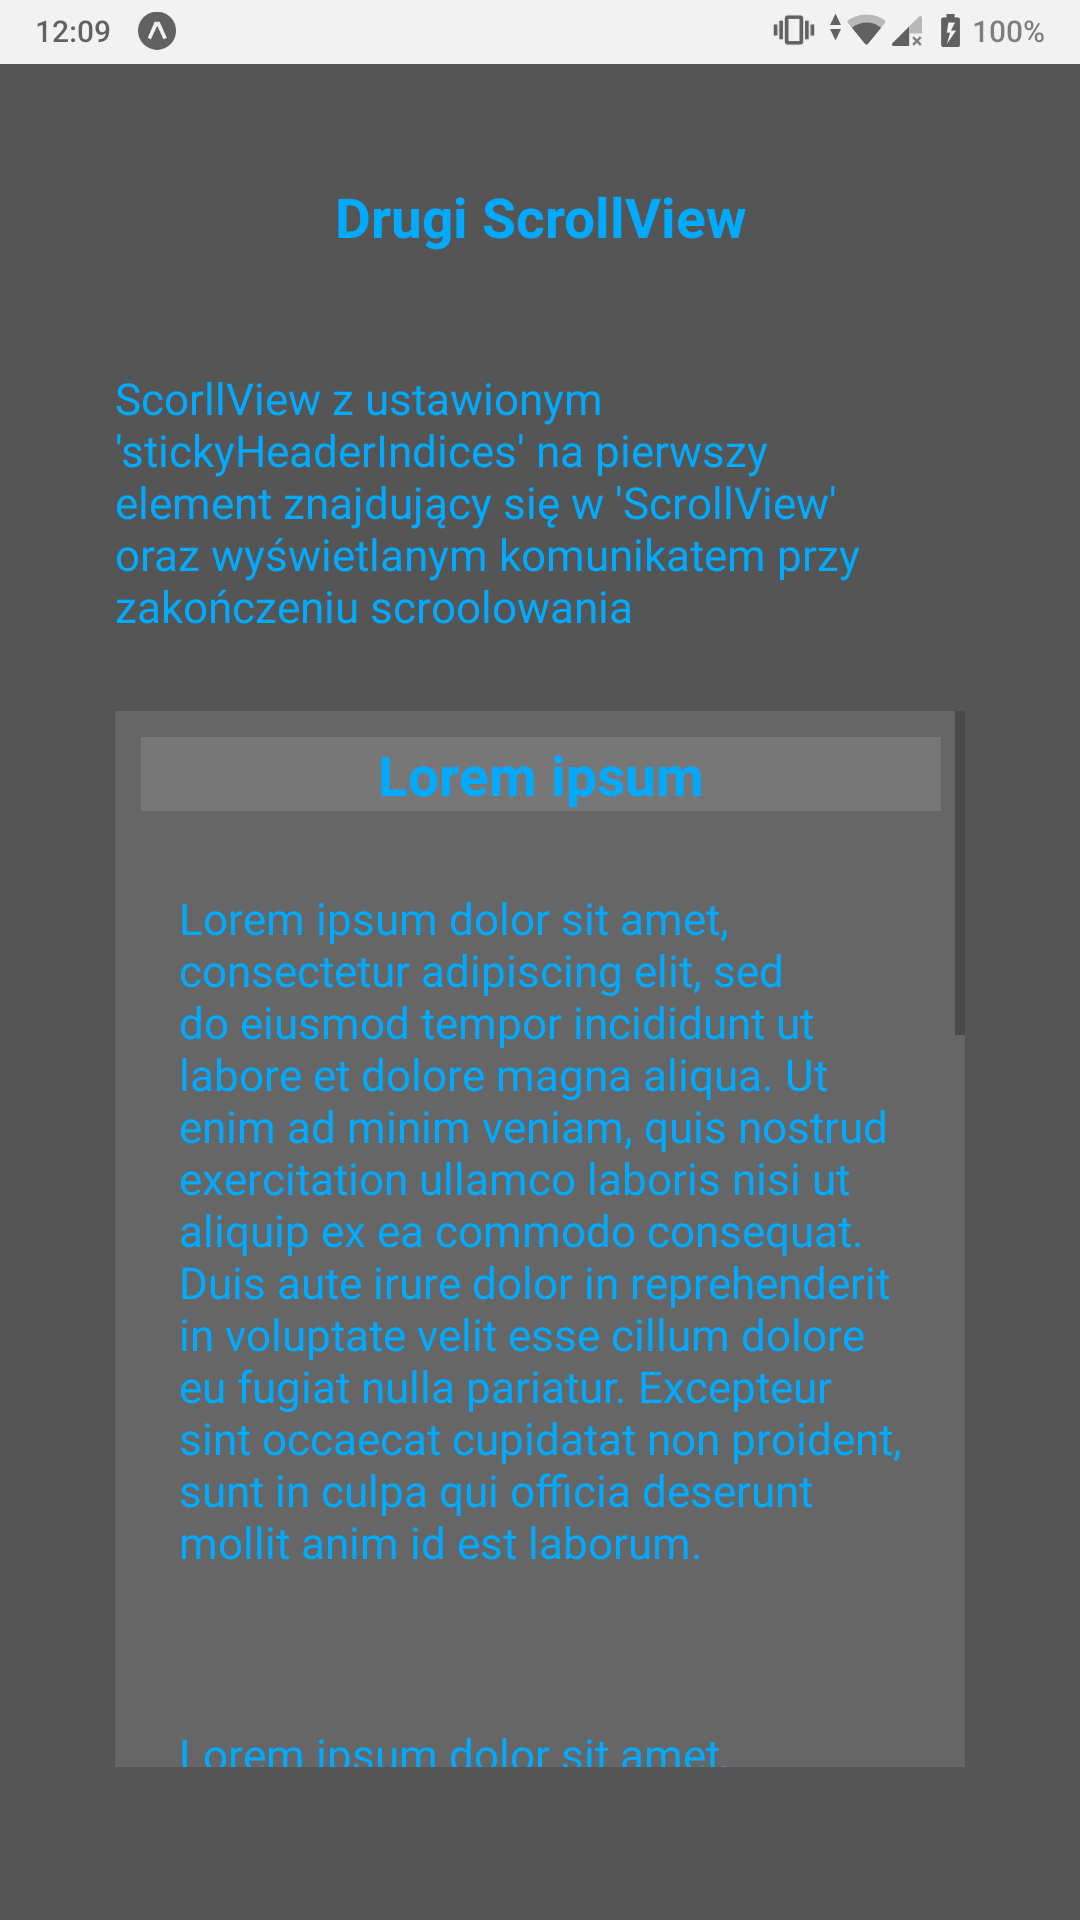 12:09
100%
Drugi ScrollView
ScorllView z ustawionym
'stickyHeaderIndices' na pierwszy
element znajdujący się w 'ScrollView'
oraz wyświetlanym komunikatem przy
zakończeniu scroolowania
Lorem ipsum
Lorem ipsum dolor sit amet,
consectetur adipiscing elit, sed
do eiusmod tempor incididunt ut
labore et dolore magna aliqua. Ut
enim ad minim veniam, quis nostrud
exercitation ullamco laboris nisi ut
aliquip ex ea commodo consequat.
Duis aute irure dolor in reprehenderit
in voluptate velit esse cillum dolore
eu fugiat nulla pariatur. Excepteur
sint occaecat cupidatat non proident,
sunt in culpa qui officia deserunt
mollit anim id est laborum.
Lorem ipsum dolor sit amet,